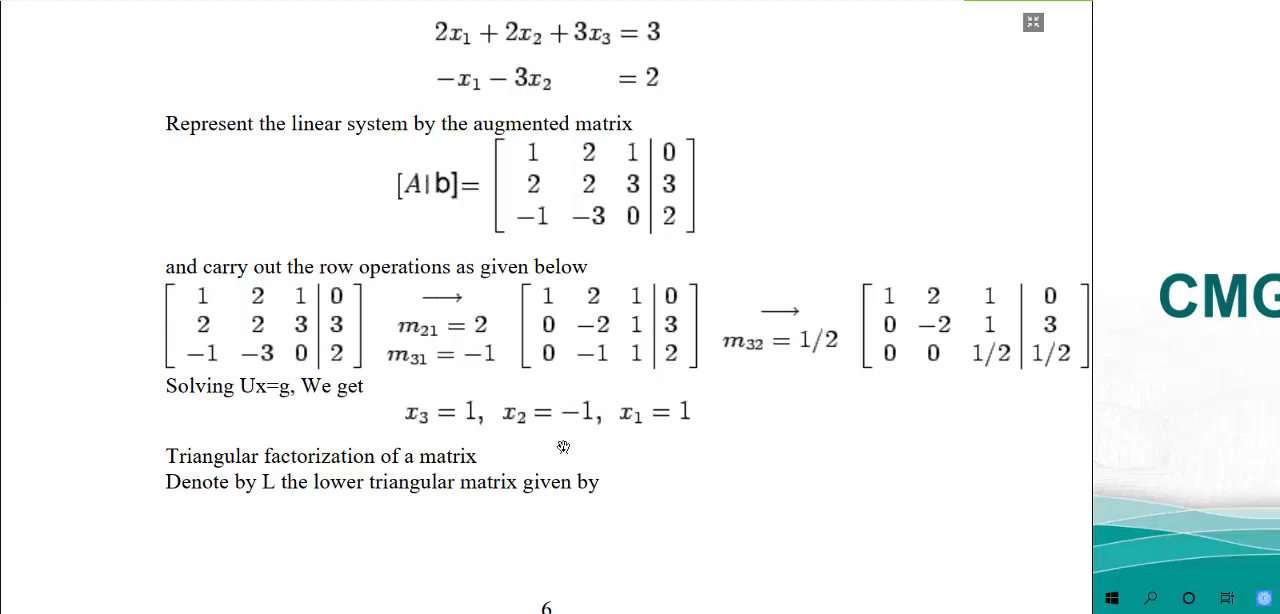 2x₁ + 2x₂ + 3x₃ = 3
−x₁ − 3x₂ = 2
Represent the linear system by the augmented matrix
[A|b]=
1 2 1 | 0
2 2 3 | 3
−1 −3 0 | 2
and carry out the row operations as given below
1 2 1 | 0
2 2 3 | 3
−1 −3 0 | 2
⟶
m₂₁ = 2
m₃₁ = −1
1 2 1 | 0
0 −2 1 | 3
0 −1 1 | 2
⟶
m₃₂ = 1/2
1 2 1 | 0
0 −2 1 | 3
0 0 1/2 | 1/2
Solving Ux=g, We get
x₃ = 1, x₂ = −1, x₁ = 1
Triangular factorization of a matrix
Denote by L the lower triangular matrix given by
6
CMG